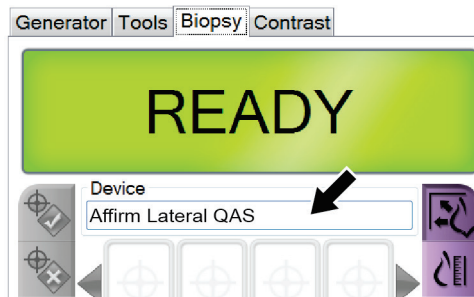 Generator Tools Biopsy Contrast
READY
Device
Affirm Lateral QAS